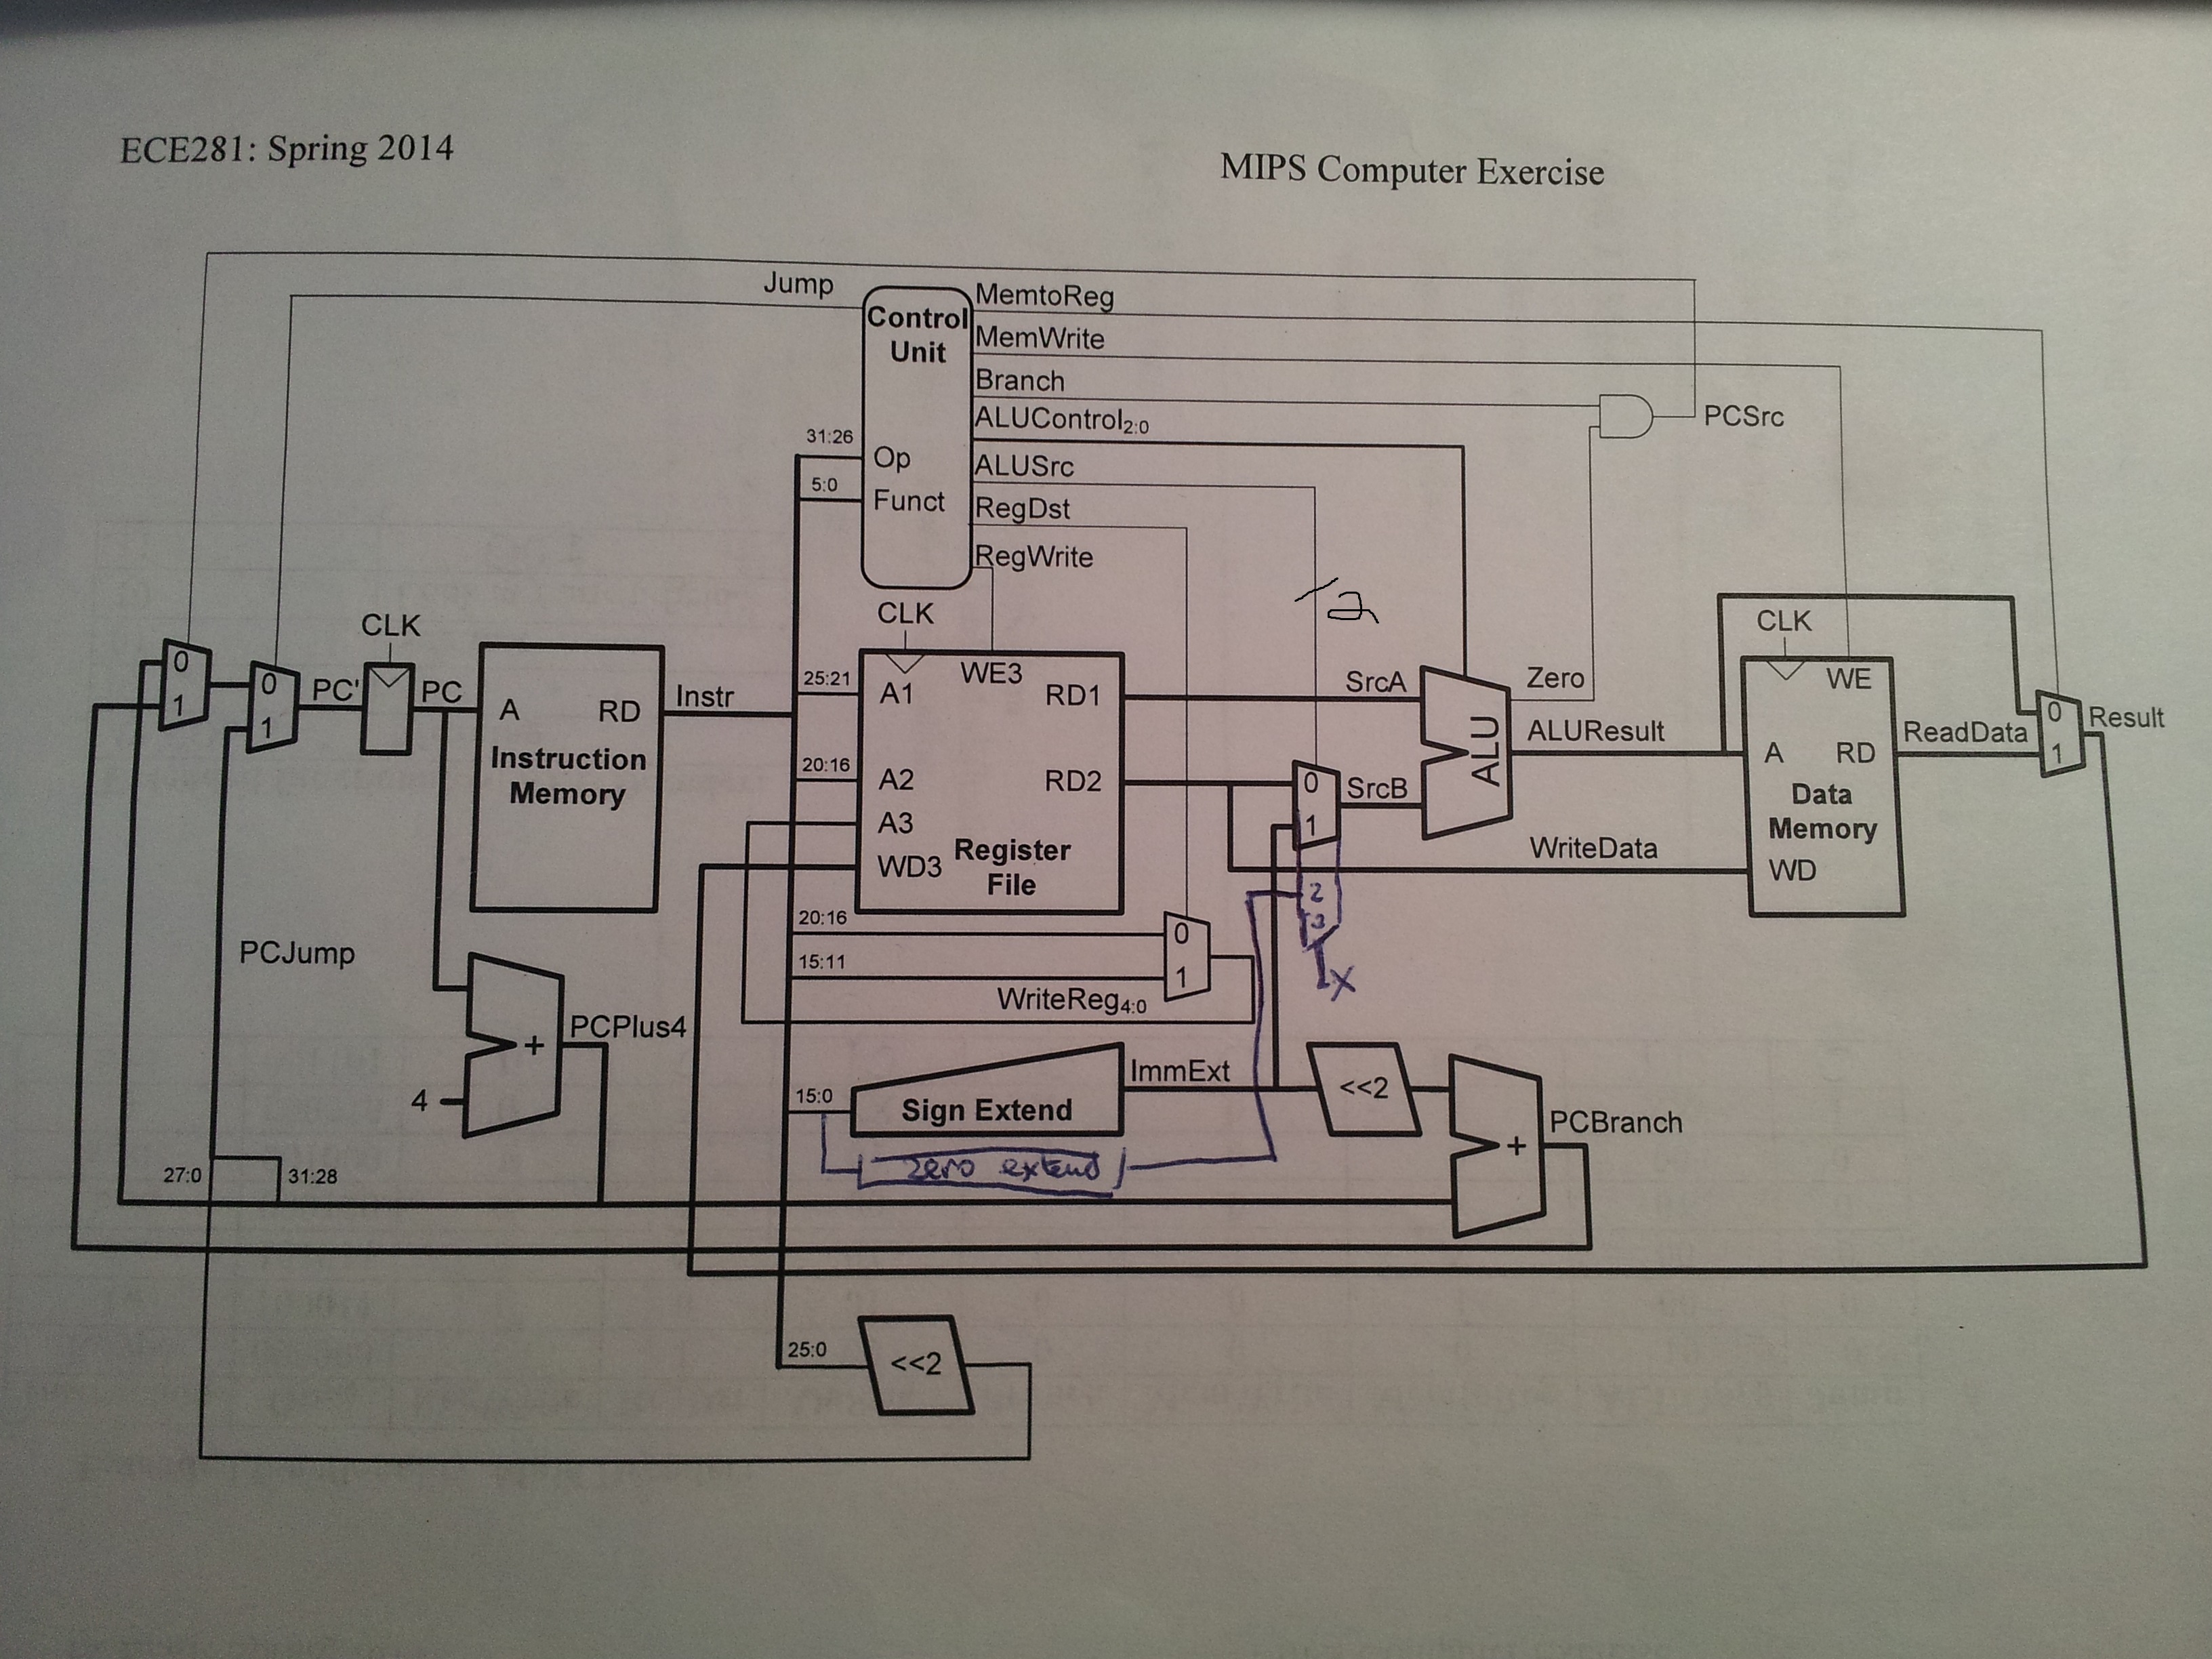 ECE281: Spring 2014
MIPS Computer Exercise
Jump
Control
Unit
MemtoReg
MemWrite
Branch
ALUControl2:0
ALUSrc
RegDst
RegWrite
PCSrc
31:26
Op
5:0
Funct
2
CLK
CLK
CLK
0
1
0
1
PC'
PC
A
RD
Instruction
Memory
Instr
25:21
A1
WE3
RD1
20:16
A2
RD2
A3
WD3
Register
File
SrcA
0
1
2
3
X
SrcB
ALU
Zero
ALUResult
WriteData
WE
A
RD
Data
Memory
WD
ReadData
0
1
Result
20:16
0
15:11
1
WriteReg4:0
PCJump
4
+
PCPlus4
15:0
Sign Extend
ImmExt
<<2
+
PCBranch
zero extend
27:0
31:28
25:0
<<2